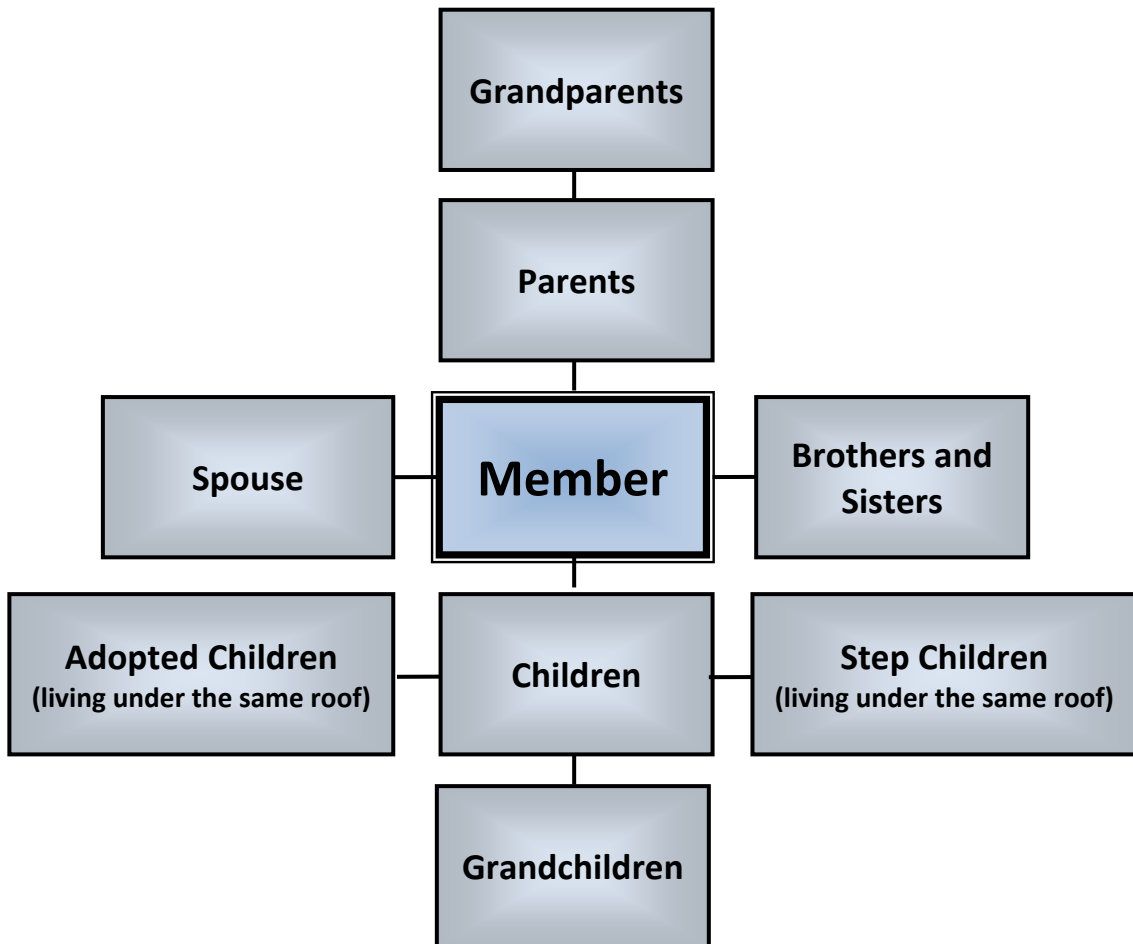 Grandparents
Parents
Spouse
Member
Brothers and
Sisters
Adopted Children
(living under the same roof)
Children
Step Children
(living under the same roof)
Grandchildren